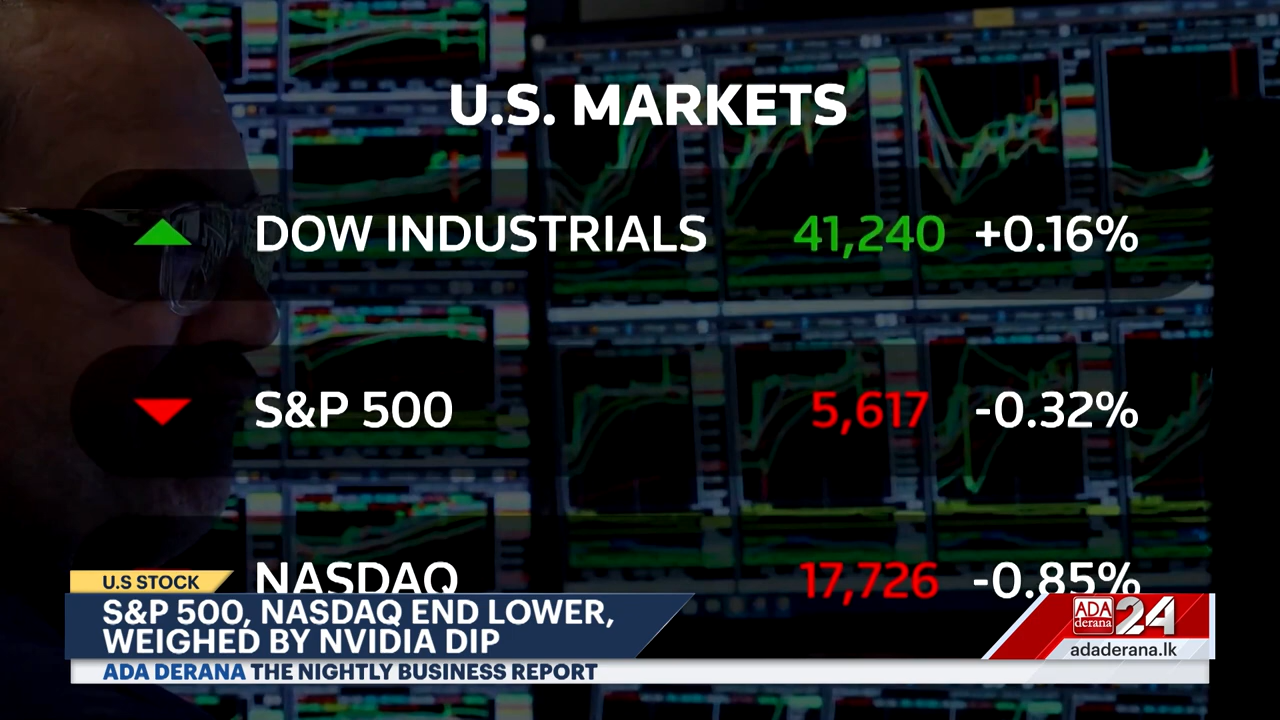 U.S. MARKETS
DOW INDUSTRIALS 41,240 +0.16%
S&P 500 5,617 -0.32%
NASDAQ 17,726 -0.85%
U.S STOCK
S&P 500, NASDAQ END LOWER,
WEIGHED BY NVIDIA DIP
ADA DERANA THE NIGHTLY BUSINESS REPORT
ADA
derana
24
adaderana.lk